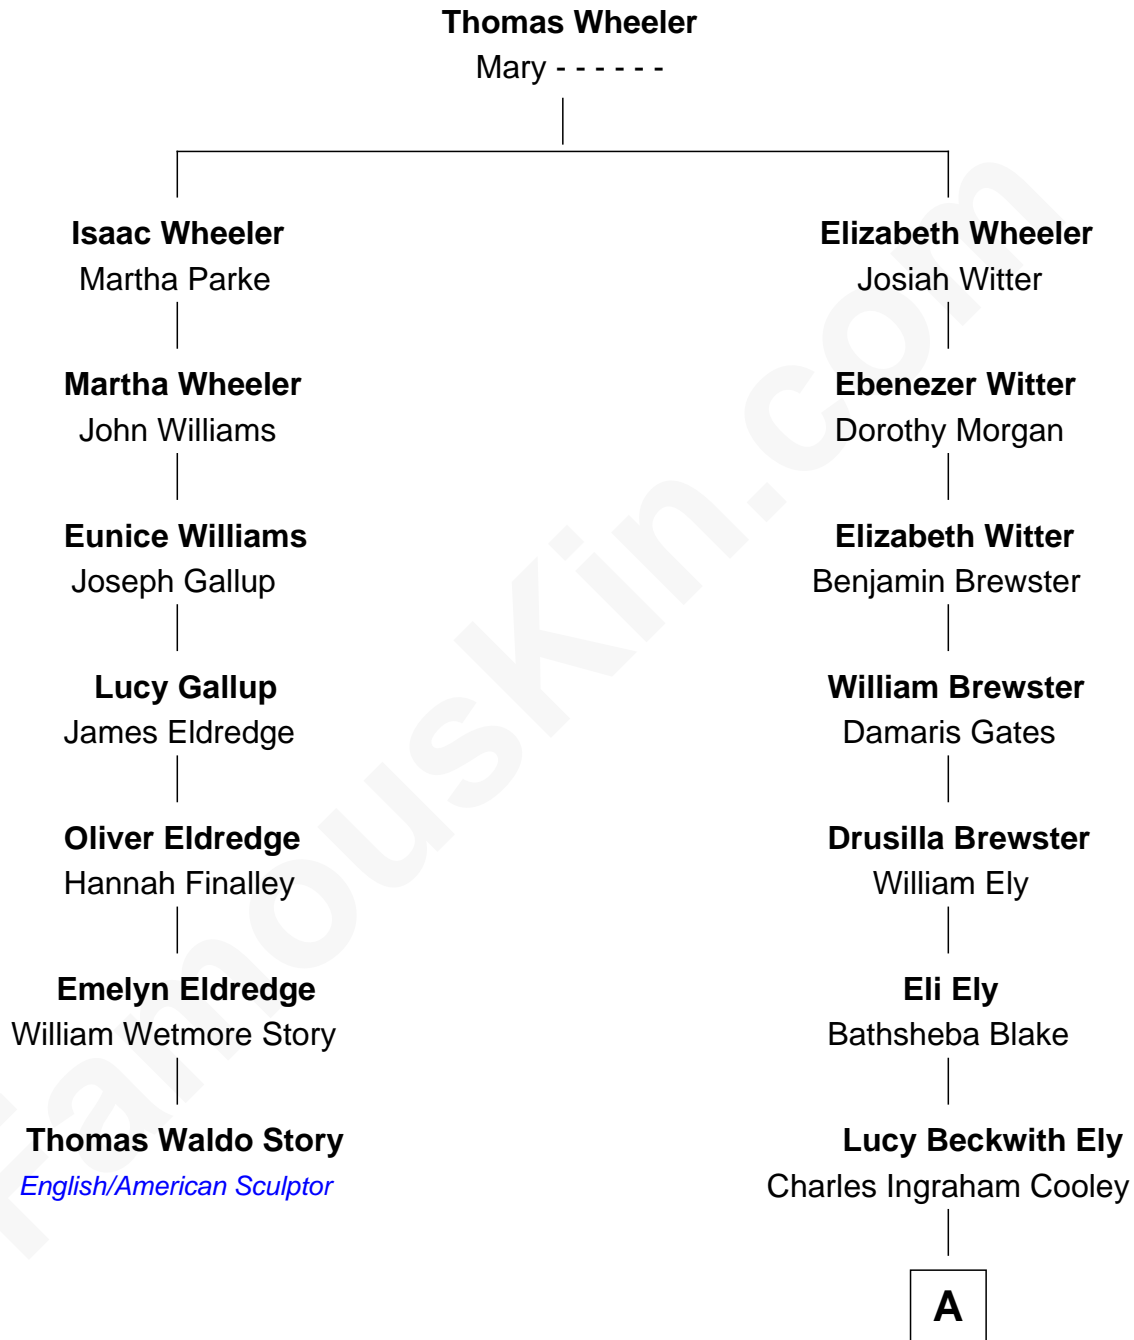 Thomas Wheeler
Mary - - - - - -
Isaac Wheeler
Martha Parke
Martha Wheeler
John Williams
Eunice Williams
Joseph Gallup
Lucy Gallup
James Eldredge
Oliver Eldredge
Hannah Finalley
Emelyn Eldredge
William Wetmore Story
Thomas Waldo Story
English/American Sculptor
Elizabeth Wheeler
Josiah Witter
Ebenezer Witter
Dorothy Morgan
Elizabeth Witter
Benjamin Brewster
William Brewster
Damaris Gates
Drusilla Brewster
William Ely
Eli Ely
Bathsheba Blake
Lucy Beckwith Ely
Charles Ingraham Cooley
A
FamousKin.com